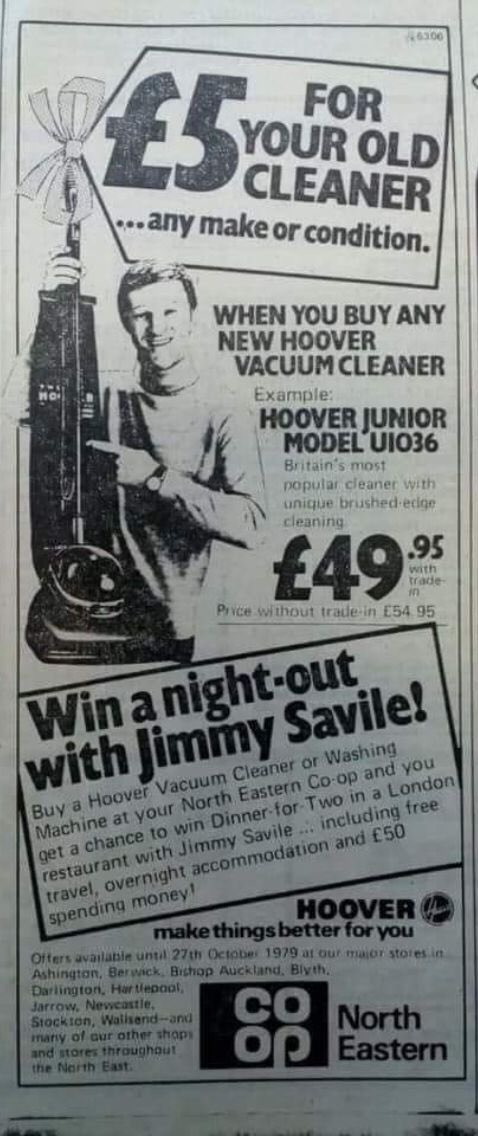 £5 FOR
YOUR OLD
CLEANER
...any make or condition.
WHEN YOU BUY ANY
NEW HOOVER
VACUUM CLEANER
Example:
HOOVER JUNIOR
MODEL U1036
Britain's most
popular cleaner with
unique brushed-edge
cleaning.
£49.95
with
trade-
in
Price without trade-in £54.95
Win a night-out
with Jimmy Savile!
Buy a Hoover Vacuum Cleaner or Washing
Machine at your North Eastern Co-op and you
get a chance to win Dinner-for-Two in a London
restaurant with Jimmy Savile ... including free
travel, overnight accommodation and £50
spending money!
HOOVER
make things better for you
Offers available until 27th October 1979 at our major stores in
Ashington, Berwick, Bishop Auckland, Blyth,
Darlington, Hartlepool,
Jarrow, Newcastle,
Stockton, Wallsend—and
many of our other shops
and stores throughout
the North East.
CO
OP
North
Eastern